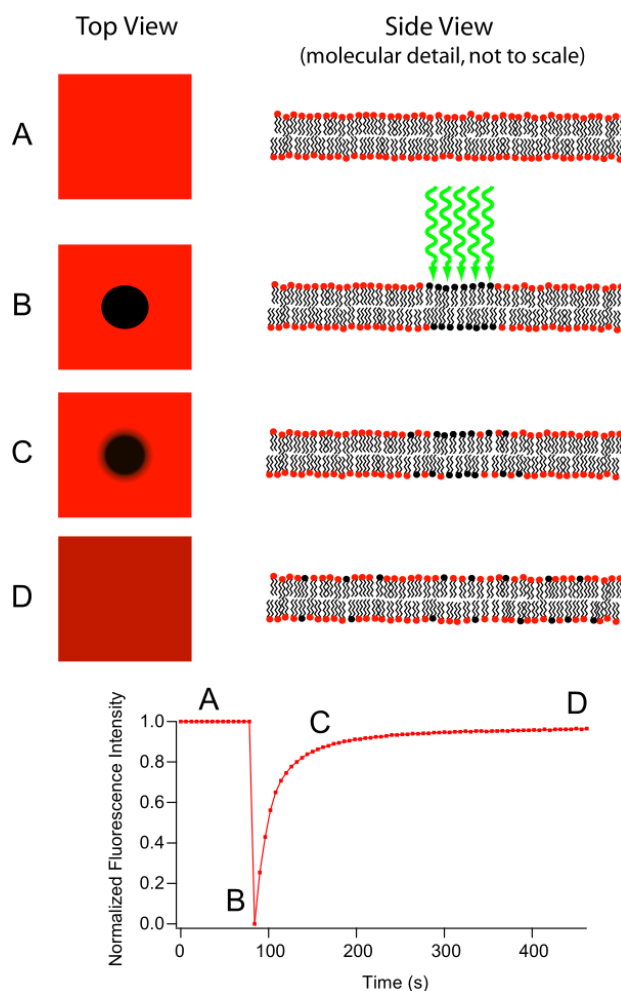 Top View
Side View
(molecular detail, not to scale)
A
B
C
D
A
C
D
B
Normalized Fluorescence Intensity
1.0
0.8
0.6
0.4
0.2
0.0
0
100
200
300
400
Time (s)